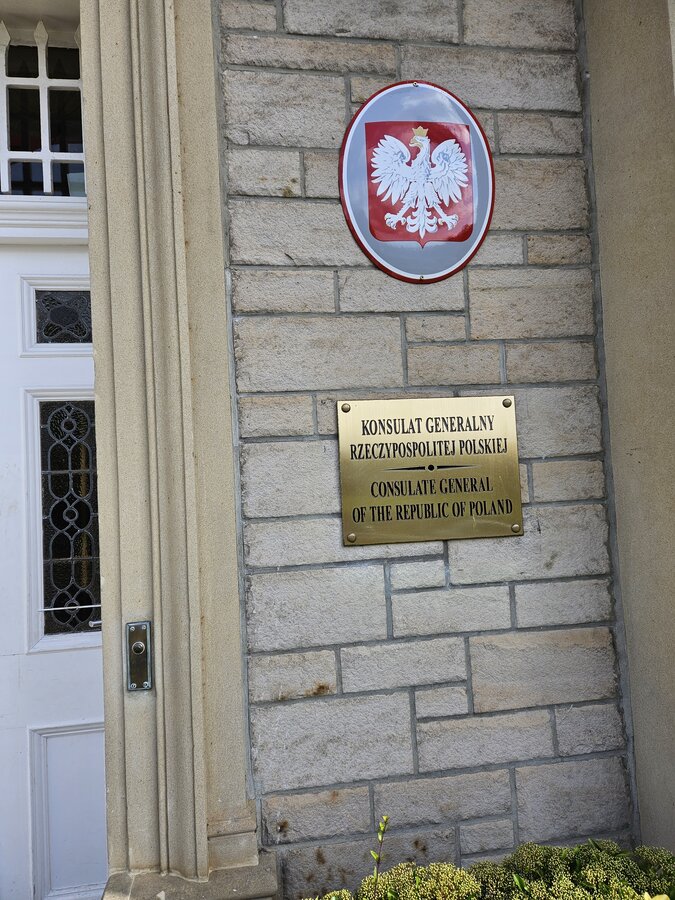 KONSULAT GENERALNY
RZECZYPOSPOLITEJ POLSKIEJ
CONSULATE GENERAL
OF THE REPUBLIC OF POLAND